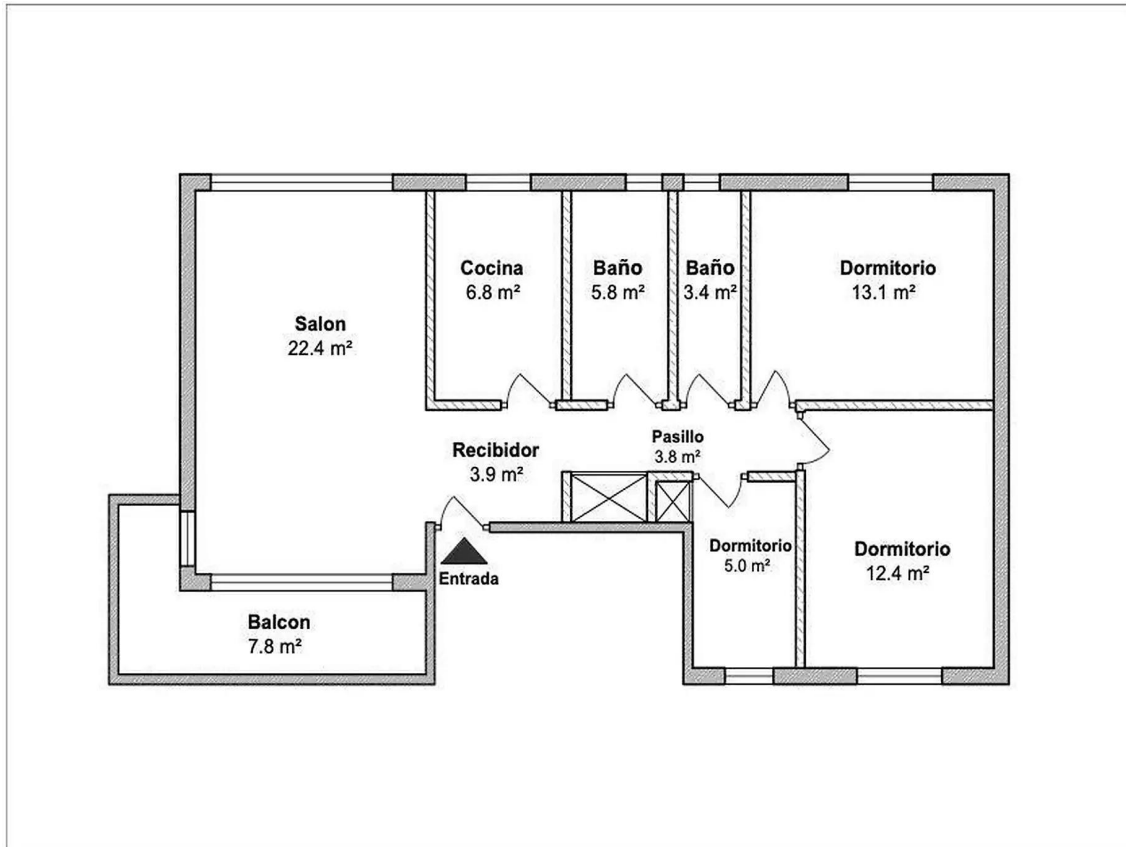 Cocina
6.8 m²
Baño
5.8 m²
Baño
3.4 m²
Dormitorio
13.1 m²
Salon
22.4 m²
Recibidor
3.9 m²
Pasillo
3.8 m²
Dormitorio
5.0 m²
Dormitorio
12.4 m²
Entrada
Balcon
7.8 m²